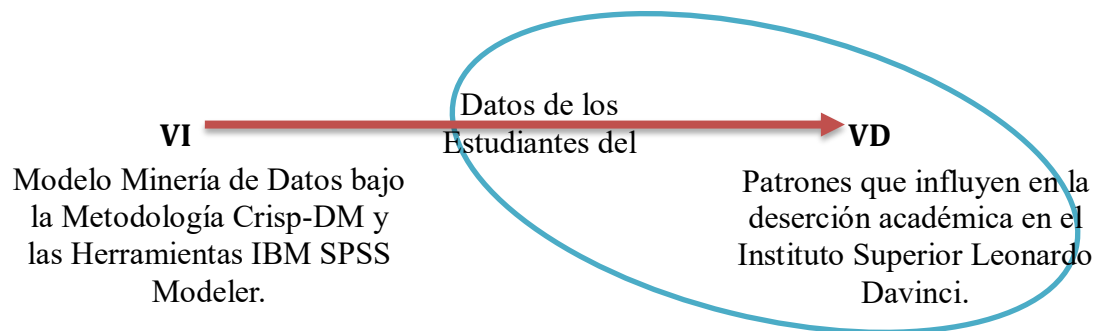 Datos de los
Estudiantes del
VI
VD
Modelo Minería de Datos bajo
la Metodología Crisp-DM y
las Herramientas IBM SPSS
Modeler.
Patrones que influyen en la
deserción académica en el
Instituto Superior Leonardo
Davinci.